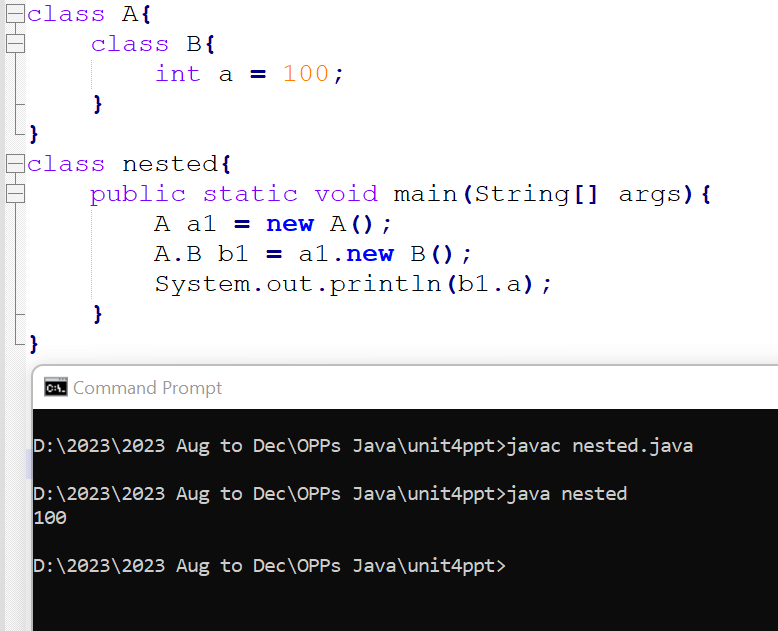 class A{
class B{
int a = 100;
}
}
class nested{
public static void main(String[] args){
A a1 = new A();
A.B b1 = a1.new B();
System.out.println(b1.a);
}
}
C:\.
Command Prompt
D:\2023\2023 Aug to Dec\OPPs Java\unit4ppt>javac nested.java
D:\2023\2023 Aug to Dec\OPPs Java\unit4ppt>java nested
100
D:\2023\2023 Aug to Dec\OPPs Java\unit4ppt>